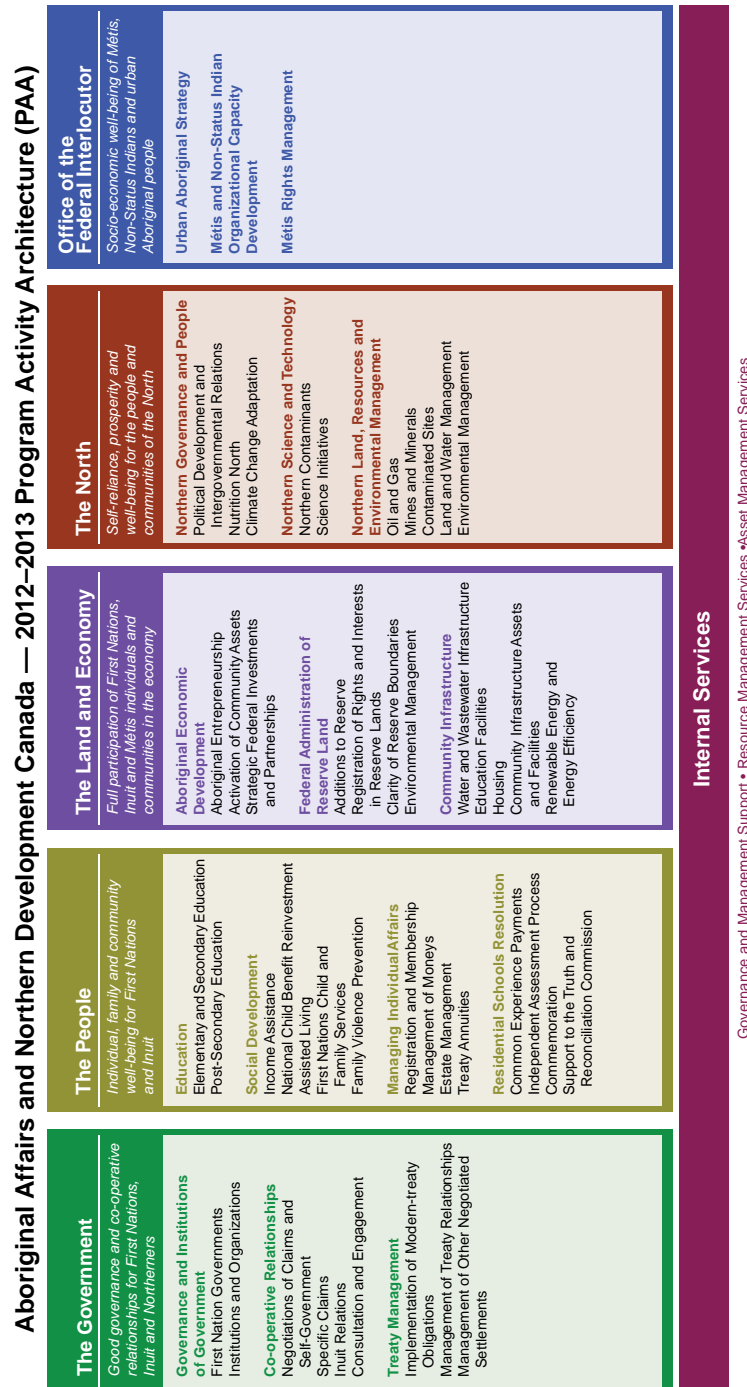 Aboriginal Affairs and Northern Development Canada — 2012–2013 Program Activity Architecture (PAA)
The Government
Good governance and co-operative
relationships for First Nations,
Inuit and Northerners
Governance and Institutions
of Government
First Nation Governments
Institutions and Organizations
Co-operative Relationships
Negotiations of Claims and
Self-Government
Specific Claims
Inuit Relations
Consultation and Engagement
Treaty Management
Implementation of Modern-treaty
Obligations
Management of Treaty Relationships
Management of Other Negotiated
Settlements
The People
Individual, family and community
well-being for First Nations
and Inuit
Education
Elementary and Secondary Education
Post-Secondary Education
Social Development
Income Assistance
National Child Benefit Reinvestment
Assisted Living
First Nations Child and
Family Services
Family Violence Prevention
Managing Individual Affairs
Registration and Membership
Management of Moneys
Estate Management
Treaty Annuities
Residential Schools Resolution
Common Experience Payments
Independent Assessment Process
Commemoration
Support to the Truth and
Reconciliation Commission
The Land and Economy
Full participation of First Nations,
Inuit and Métis individuals and
communities in the economy
Aboriginal Economic
Development
Aboriginal Entrepreneurship
Activation of Community Assets
Strategic Federal Investments
and Partnerships
Federal Administration of
Reserve Land
Additions to Reserve
Registration of Rights and Interests
in Reserve Lands
Clarity of Reserve Boundaries
Environmental Management
Community Infrastructure
Water and Wastewater Infrastructure
Education Facilities
Housing
Community Infrastructure Assets
and Facilities
Renewable Energy and
Energy Efficiency
The North
Self-reliance, prosperity and
well-being for the people and
communities of the North
Northern Governance and People
Political Development and
Intergovernmental Relations
Nutrition North
Climate Change Adaptation
Northern Science and Technology
Northern Contaminants
Science Initiatives
Northern Land, Resources and
Environmental Management
Oil and Gas
Mines and Minerals
Contaminated Sites
Land and Water Management
Environmental Management
Office of the
Federal Interlocutor
Socio-economic well-being of Métis,
Non-Status Indians and urban
Aboriginal people
Urban Aboriginal Strategy
Métis and Non-Status Indian
Organizational Capacity
Development
Métis Rights Management
Internal Services
Governance and Management Support • Resource Management Services •Asset Management Services